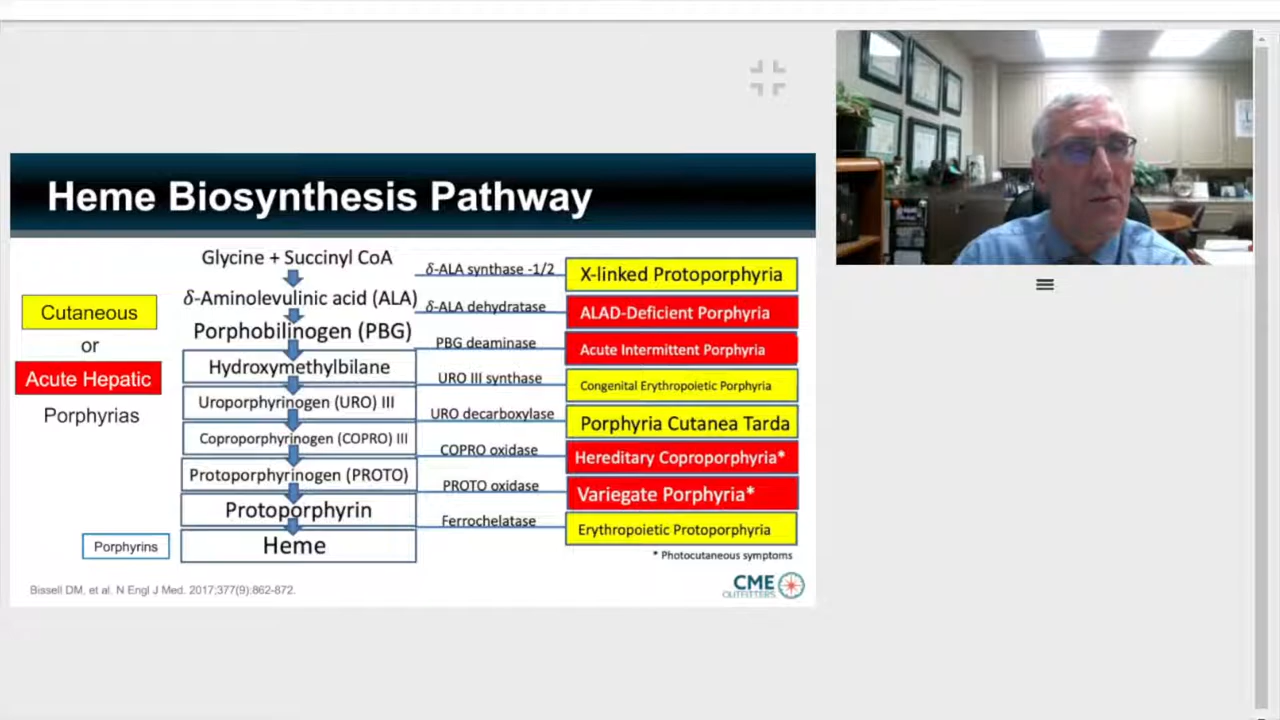 Heme Biosynthesis Pathway
Cutaneous
or
Acute Hepatic
Porphyrias
Glycine + Succinyl CoA
δ-Aminolevulinic acid (ALA)
Porphobilinogen (PBG)
Hydroxymethylbilane
Uroporphyrinogen (URO) III
Coproporphyrinogen (COPRO) III
Protoporphyrinogen (PROTO)
Protoporphyrin
Heme
Porphyrins
δ-ALA synthase -1/2
δ-ALA dehydratase
PBG deaminase
URO III synthase
URO decarboxylase
COPRO oxidase
PROTO oxidase
Ferrochelatase
X-linked Protoporphyria
ALAD-Deficient Porphyria
Acute Intermittent Porphyria
Congenital Erythropoietic Porphyria
Porphyria Cutanea Tarda
Hereditary Coproporphyria*
Variegate Porphyria*
Erythropoietic Protoporphyria
* Photocutaneous symptoms
Bissell DM, et al. N Engl J Med. 2017;377(9):862-872.
CME
OUTFITTERS